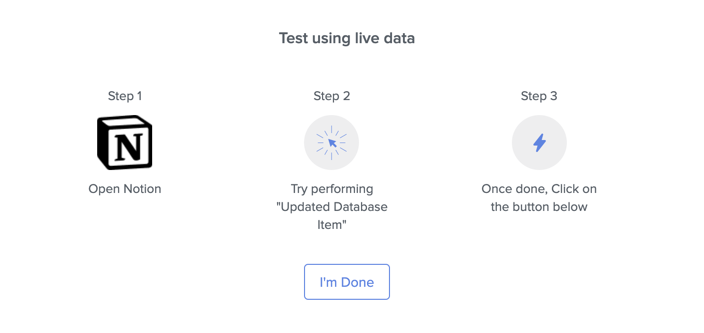 Test using live data
Step 1
Step 2
Step 3
N
Open Notion
Try performing
"Updated Database
Item"
Once done, Click on
the button below
I'm Done